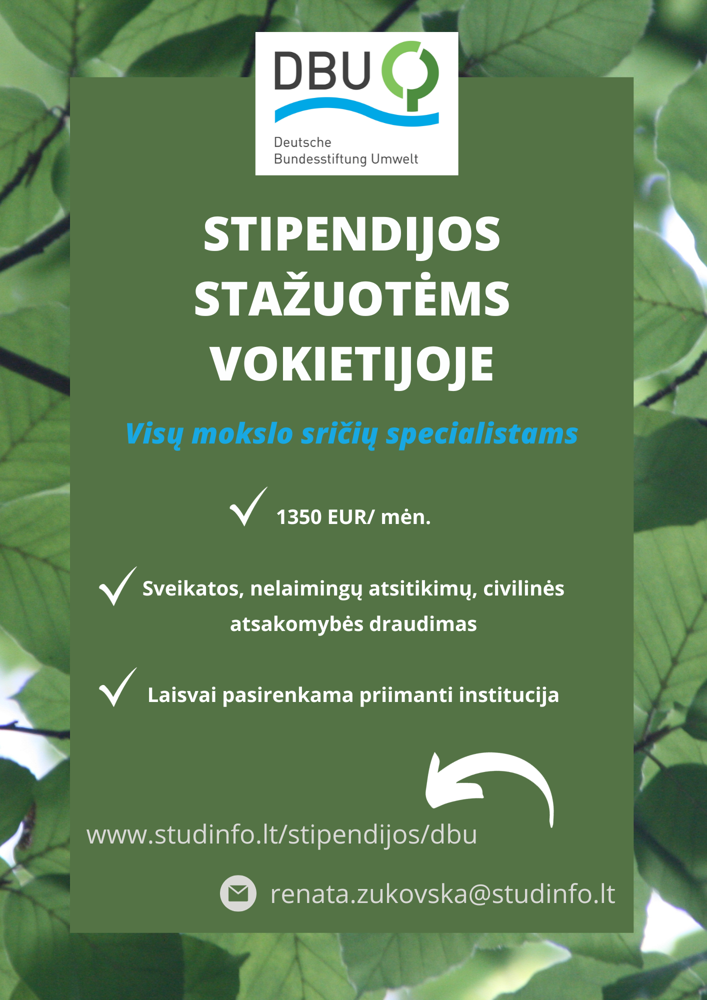 DBU
Deutsche
Bundesstiftung Umwelt
STIPENDIJOS
STAŽUOTĖMS
VOKIETIJOJE
Visų mokslo sričių specialistams
1350 EUR/ mėn.
Sveikatos, nelaimingų atsitikimų, civilinės
atsakomybės draudimas
Laisvai pasirenkama priimanti institucija
www.studinfo.lt/stipendijos/dbu
renata.zukovska@studinfo.lt